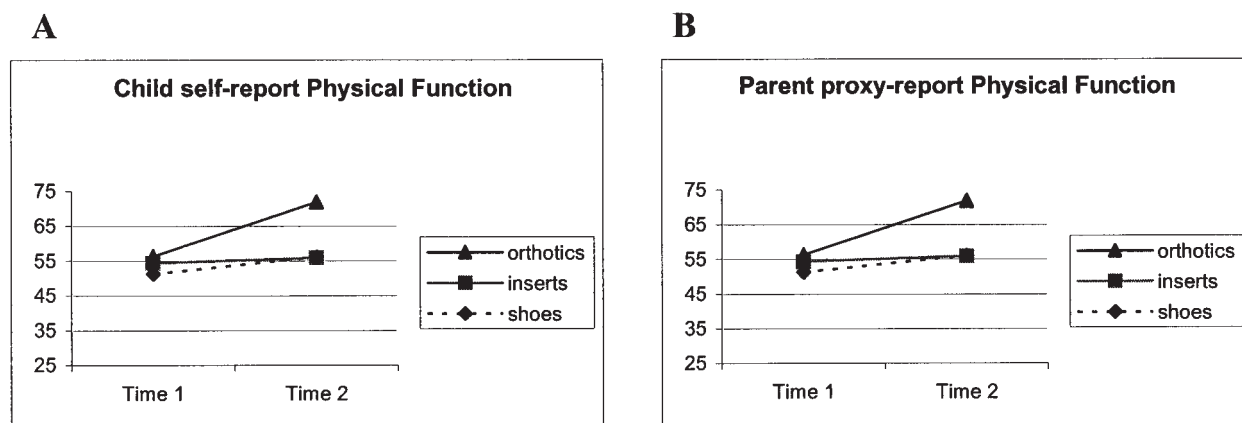 A
Child self-report Physical Function
75
65
55
45
35
25
Time 1
Time 2
orthotics
inserts
shoes
B
Parent proxy-report Physical Function
75
65
55
45
35
25
Time 1
Time 2
orthotics
inserts
shoes